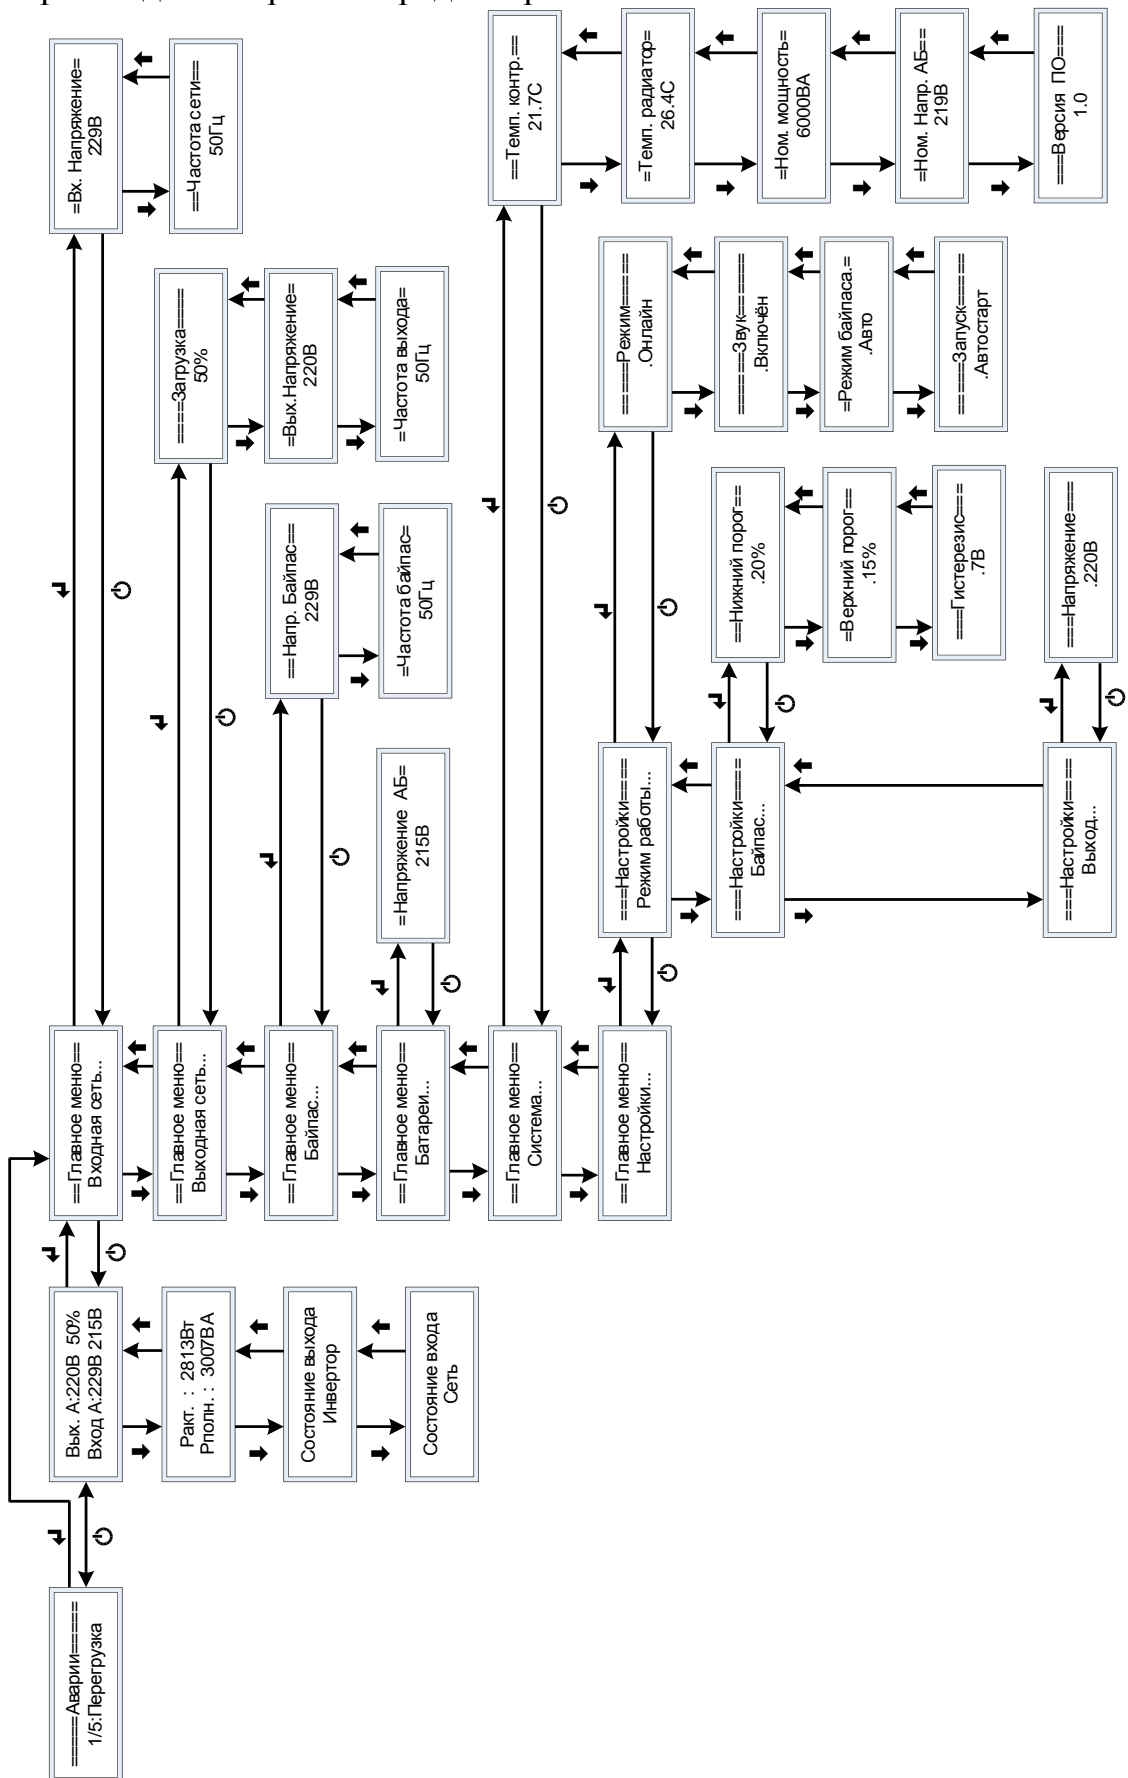 =====Аварии=====
1/5:Перегрузка
Вых. А:220В 50%
Вход А:229В 215В
Ракт. : 2813Вт
Рполн. : 3007ВА
Состояние выхода
Инвертор
Состояние входа
Сеть
==Главное меню==
Входная сеть...
==Главное меню==
Выходная сеть...
==Главное меню==
Байпас...
==Главное меню==
Батареи...
==Главное меню==
Система...
==Главное меню==
Настройки...
=Вх. Напряжение=
229В
==Частота сети==
50Гц
====Загрузка====
50%
=Вых.Напряжение=
220В
=Частота выхода=
50Гц
==Напр. Байпас==
229В
=Частота байпас=
50Гц
=Напряжение АБ=
215В
==Темп. контр.==
21.7С
=Темп. радиатор=
26.4С
=Ном. мощность=
6000ВА
=Ном. Напр. АБ==
219В
===Версия ПО===
1.0
===Настройки====
Режим работы...
===Настройки====
Байпас...
===Настройки====
Выход...
=====Режим======
.Онлайн
======Звук======
.Включён
=Режим байпаса.=
.Авто
=====Запуск=====
.Автостарт
==Нижний порог==
.20%
=Верхний порог==
.15%
===Гистерезис===
.7В
===Напряжение===
.220В